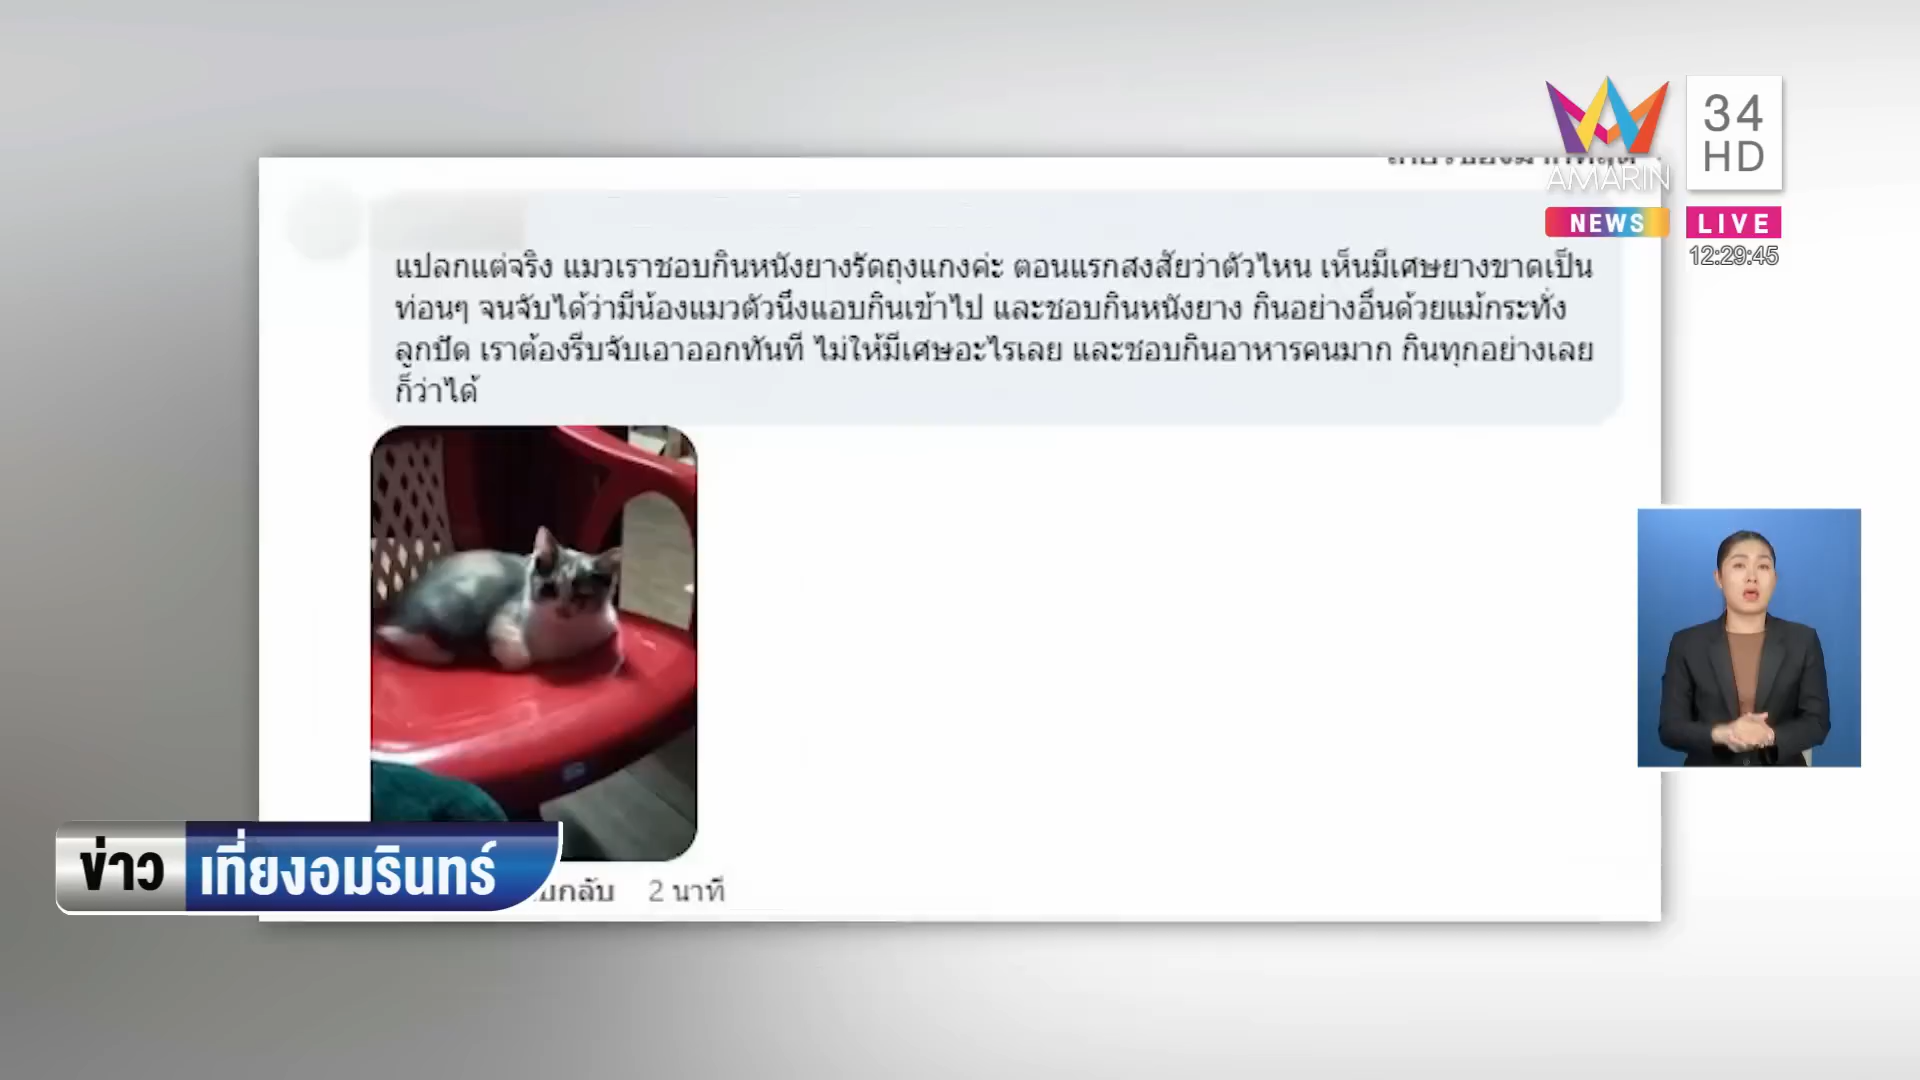 AMARIN
34
HD
NEWS
LIVE
12:29:45
แปลกแต่จริง แมวเราชอบกินหนังยางรัดถุงแกงค่ะ ตอนแรกสงสัยว่าตัวไหน เห็นมีเศษยางขาดเป็น
ท่อนๆ จนจับได้ว่ามีน้องแมวตัวนึงแอบกินเข้าไป และชอบกินหนังยาง กินอย่างอื่นด้วยแม้กระทั่ง
ลูกปัด เราต้องรีบจับเอาออกทันที ไม่ให้มีเศษอะไรเลย และชอบกินอาหารคนมาก กินทุกอย่างเลย
ก็ว่าได้
ข่าว เที่ยงอมรินทร์
2 นาที